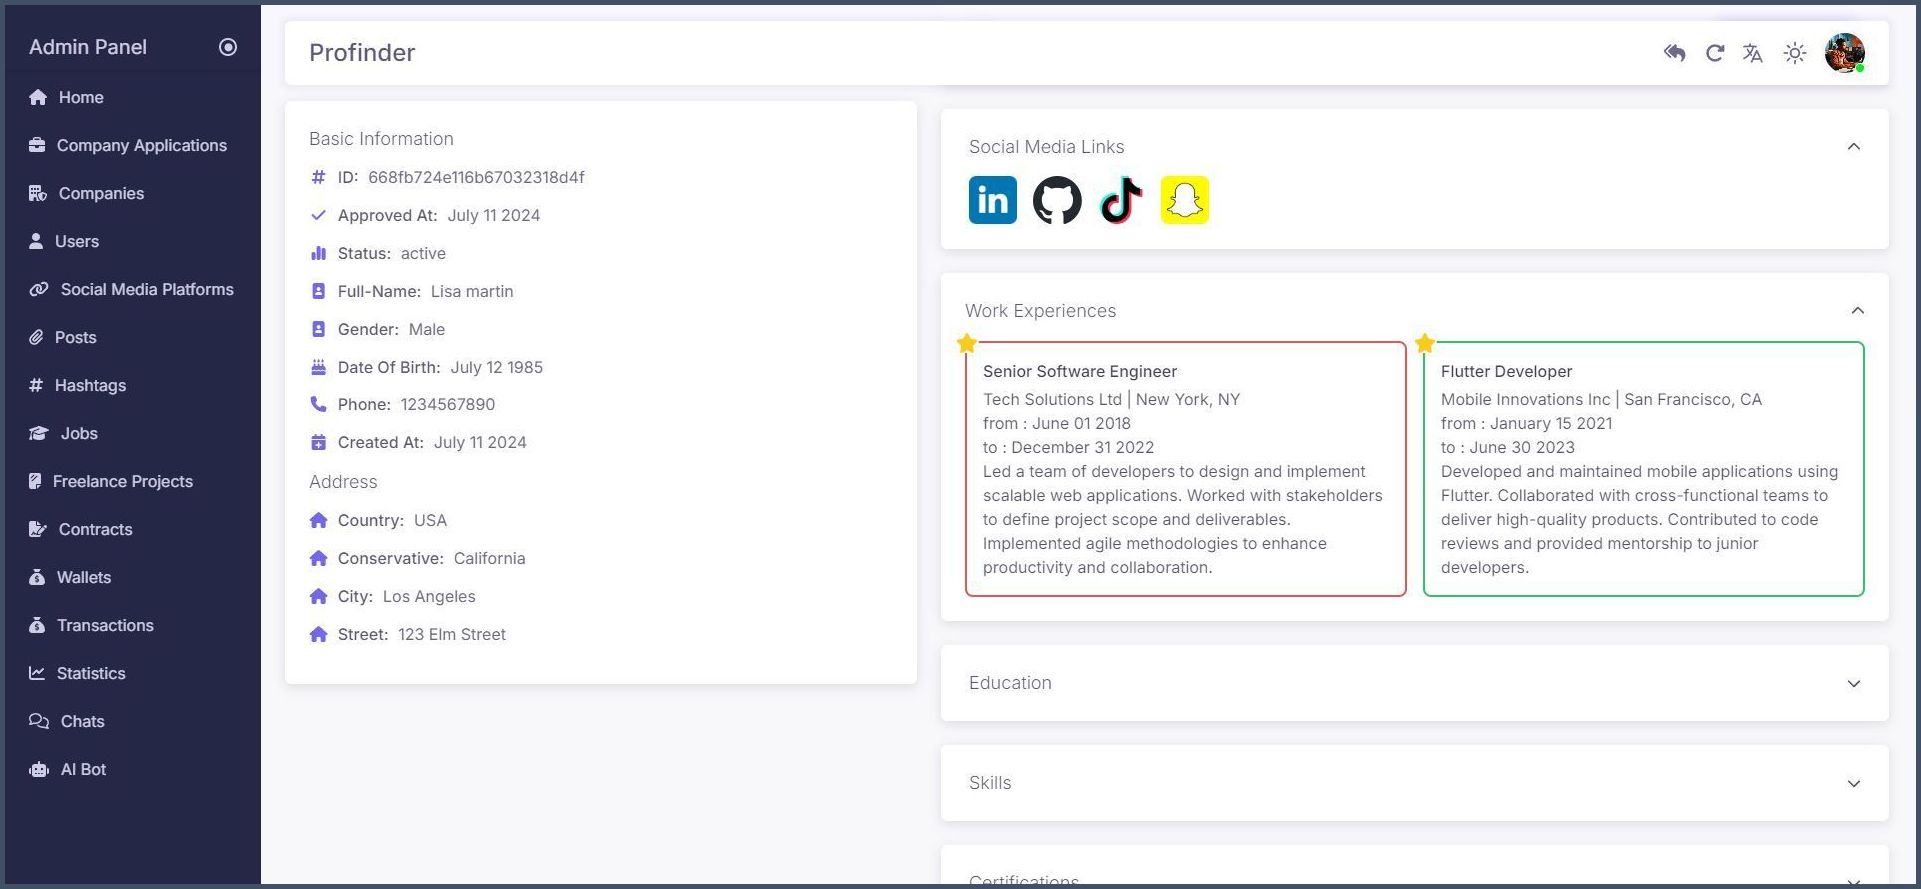 Admin Panel
Home
Company Applications
Companies
Users
Social Media Platforms
Posts
Hashtags
Jobs
Freelance Projects
Contracts
Wallets
Transactions
Statistics
Chats
AI Bot
Profinder
Basic Information
ID: 668fb724e116b67032318d4f
Approved At: July 11 2024
Status: active
Full-Name: Lisa martin
Gender: Male
Date Of Birth: July 12 1985
Phone: 1234567890
Created At: July 11 2024
Address
Country: USA
Conservative: California
City: Los Angeles
Street: 123 Elm Street
Social Media Links
in
Work Experiences
Senior Software Engineer
Tech Solutions Ltd | New York, NY
from : June 01 2018
to : December 31 2022
Led a team of developers to design and implement
scalable web applications. Worked with stakeholders
to define project scope and deliverables.
Implemented agile methodologies to enhance
productivity and collaboration.
Flutter Developer
Mobile Innovations Inc | San Francisco, CA
from : January 15 2021
to : June 30 2023
Developed and maintained mobile applications using
Flutter. Collaborated with cross-functional teams to
deliver high-quality products. Contributed to code
reviews and provided mentorship to junior
developers.
Education
Skills
Certifications